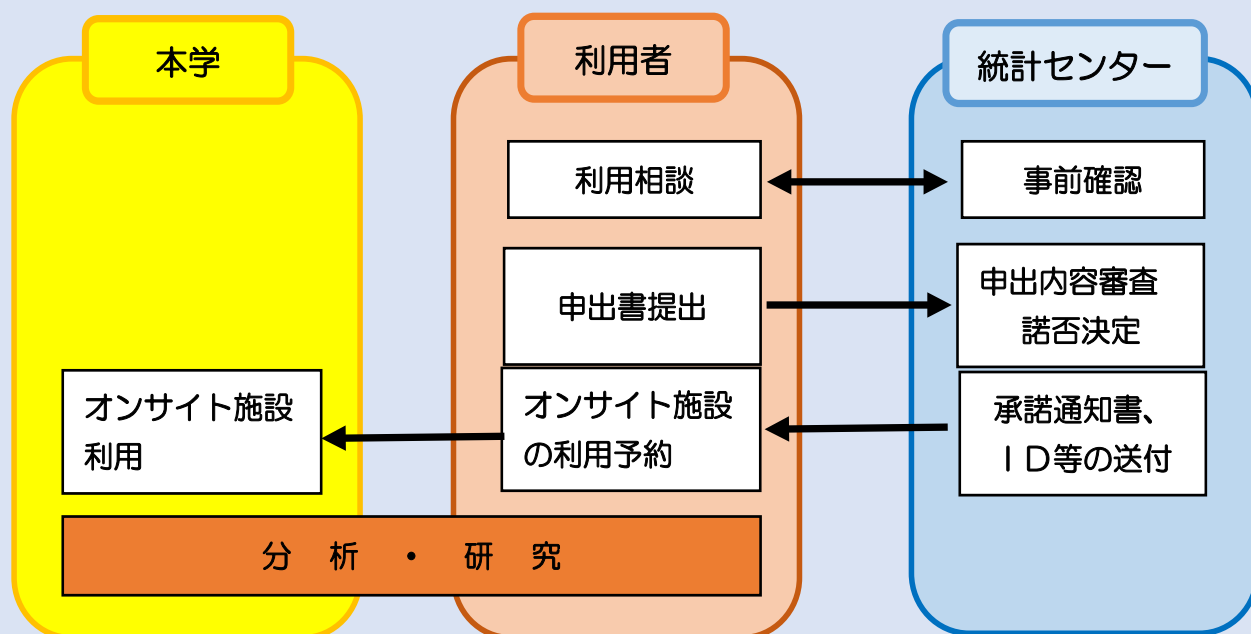 本学
利用者
統計センター
利用相談
事前確認
申出書提出
申出内容審査
諾否決定
オンサイト施設
利用
オンサイト施設
の利用予約
承諾通知書、
ＩＤ等の送付
分　析　・　研　究